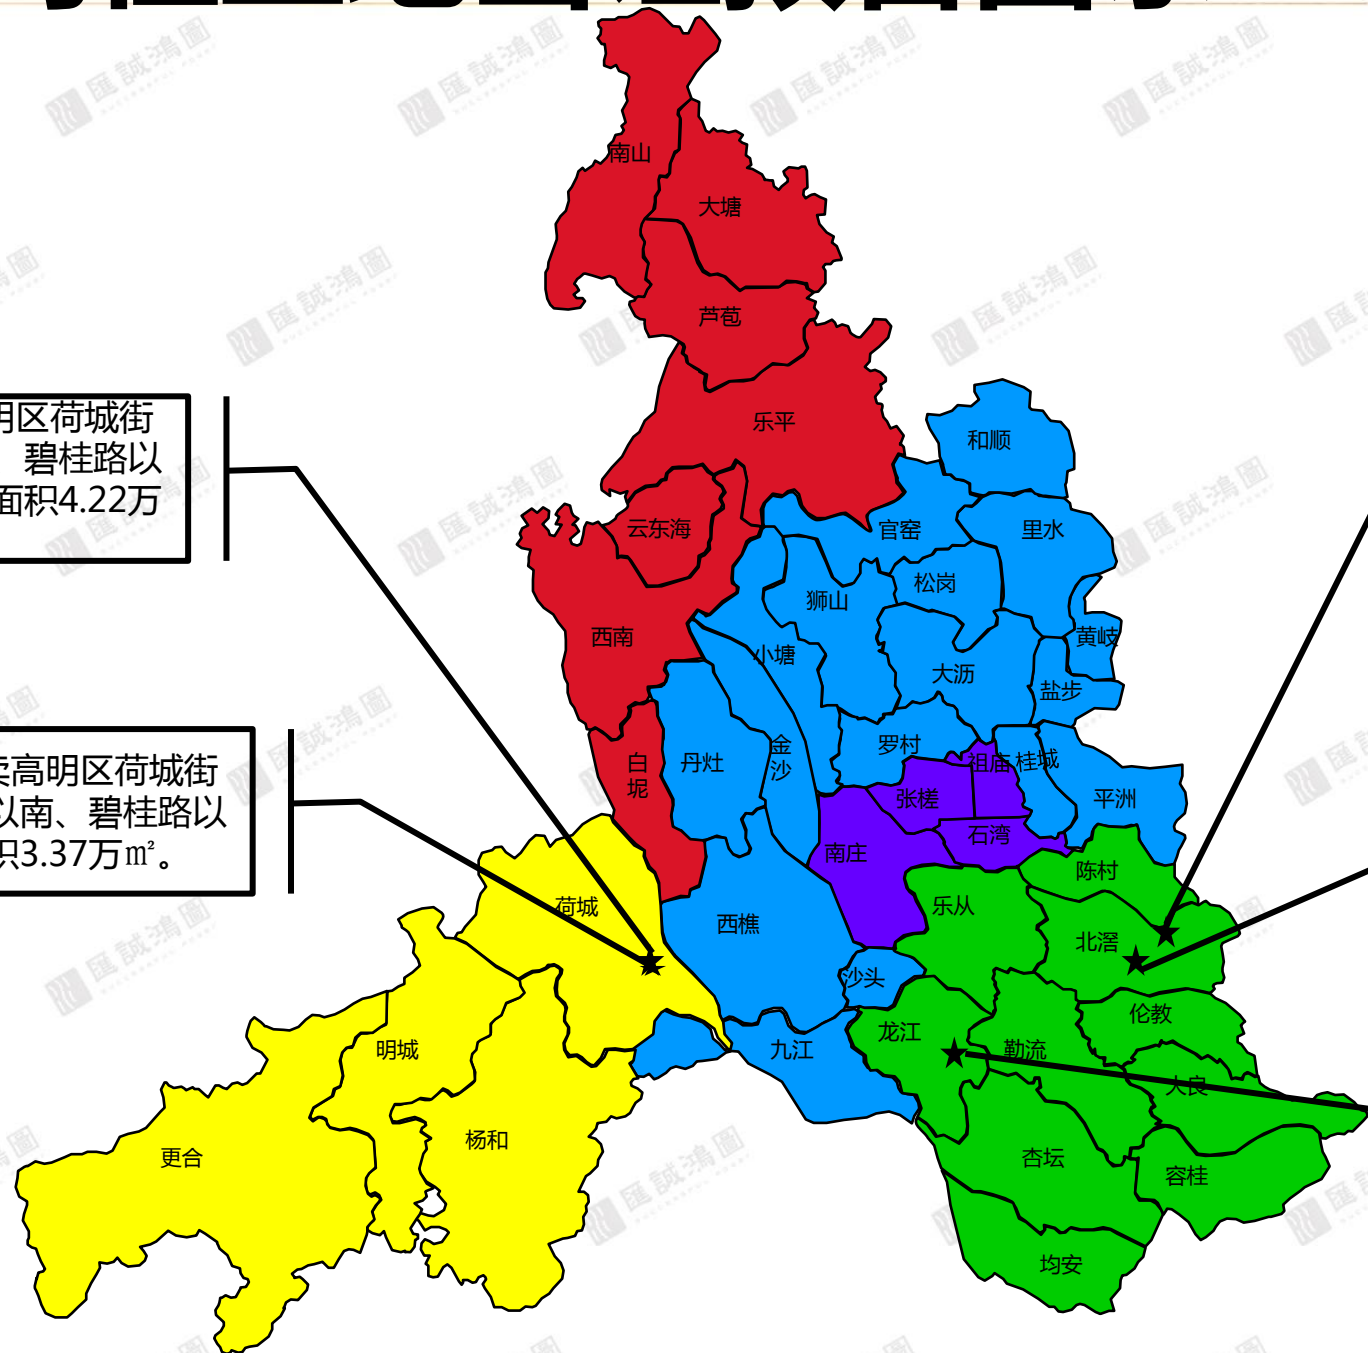 南山
大塘
芦苞
乐平
明区荷城街
碧桂路以
面积4.22万
和顺
官窑
里水
云东海
松岗
狮山
西南
黄岐
小塘
大沥
盐步
卖高明区荷城街
以南、碧桂路以
积3.37万㎡。
白坭
丹灶
金沙
罗村
祖庙
桂城
张槎
平洲
石湾
南庄
陈村
荷城
西樵
乐从
北滘
沙头
伦教
龙江
明城
九江
勒流
大良
杨和
更合
杏坛
容桂
均安
匯誠鴻圖